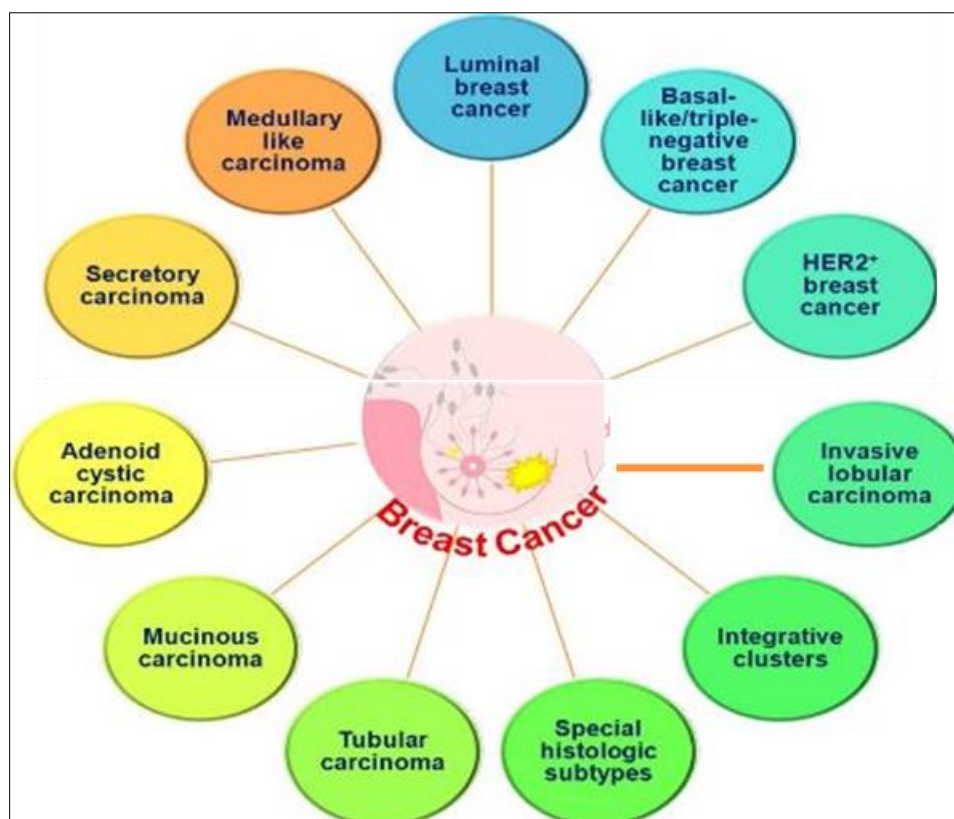 Luminal
breast
cancer
Basal-
like/triple-
negative
breast
cancer
HER2+
breast
cancer
Invasive
lobular
carcinoma
Integrative
clusters
Special
histologic
subtypes
Tubular
carcinoma
Mucinous
carcinoma
Adenoid
cystic
carcinoma
Secretory
carcinoma
Medullary
like
carcinoma
Breast Cancer